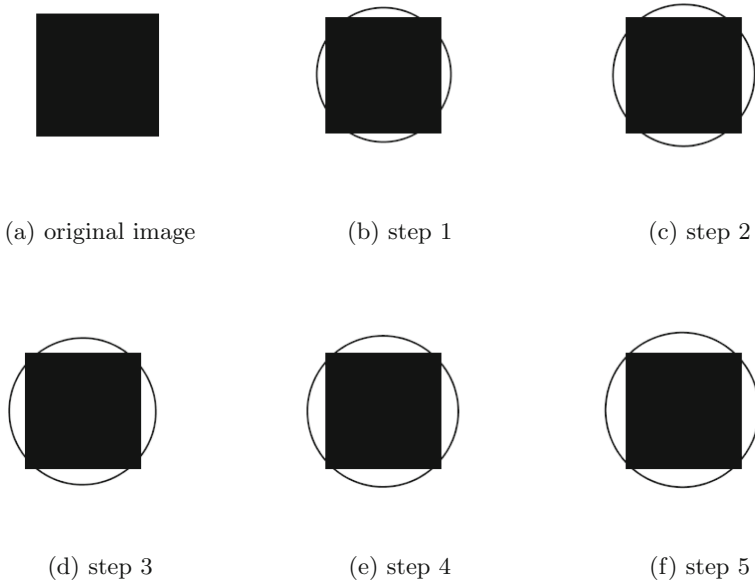 (a) original image
(b) step 1
(c) step 2
(d) step 3
(e) step 4
(f) step 5